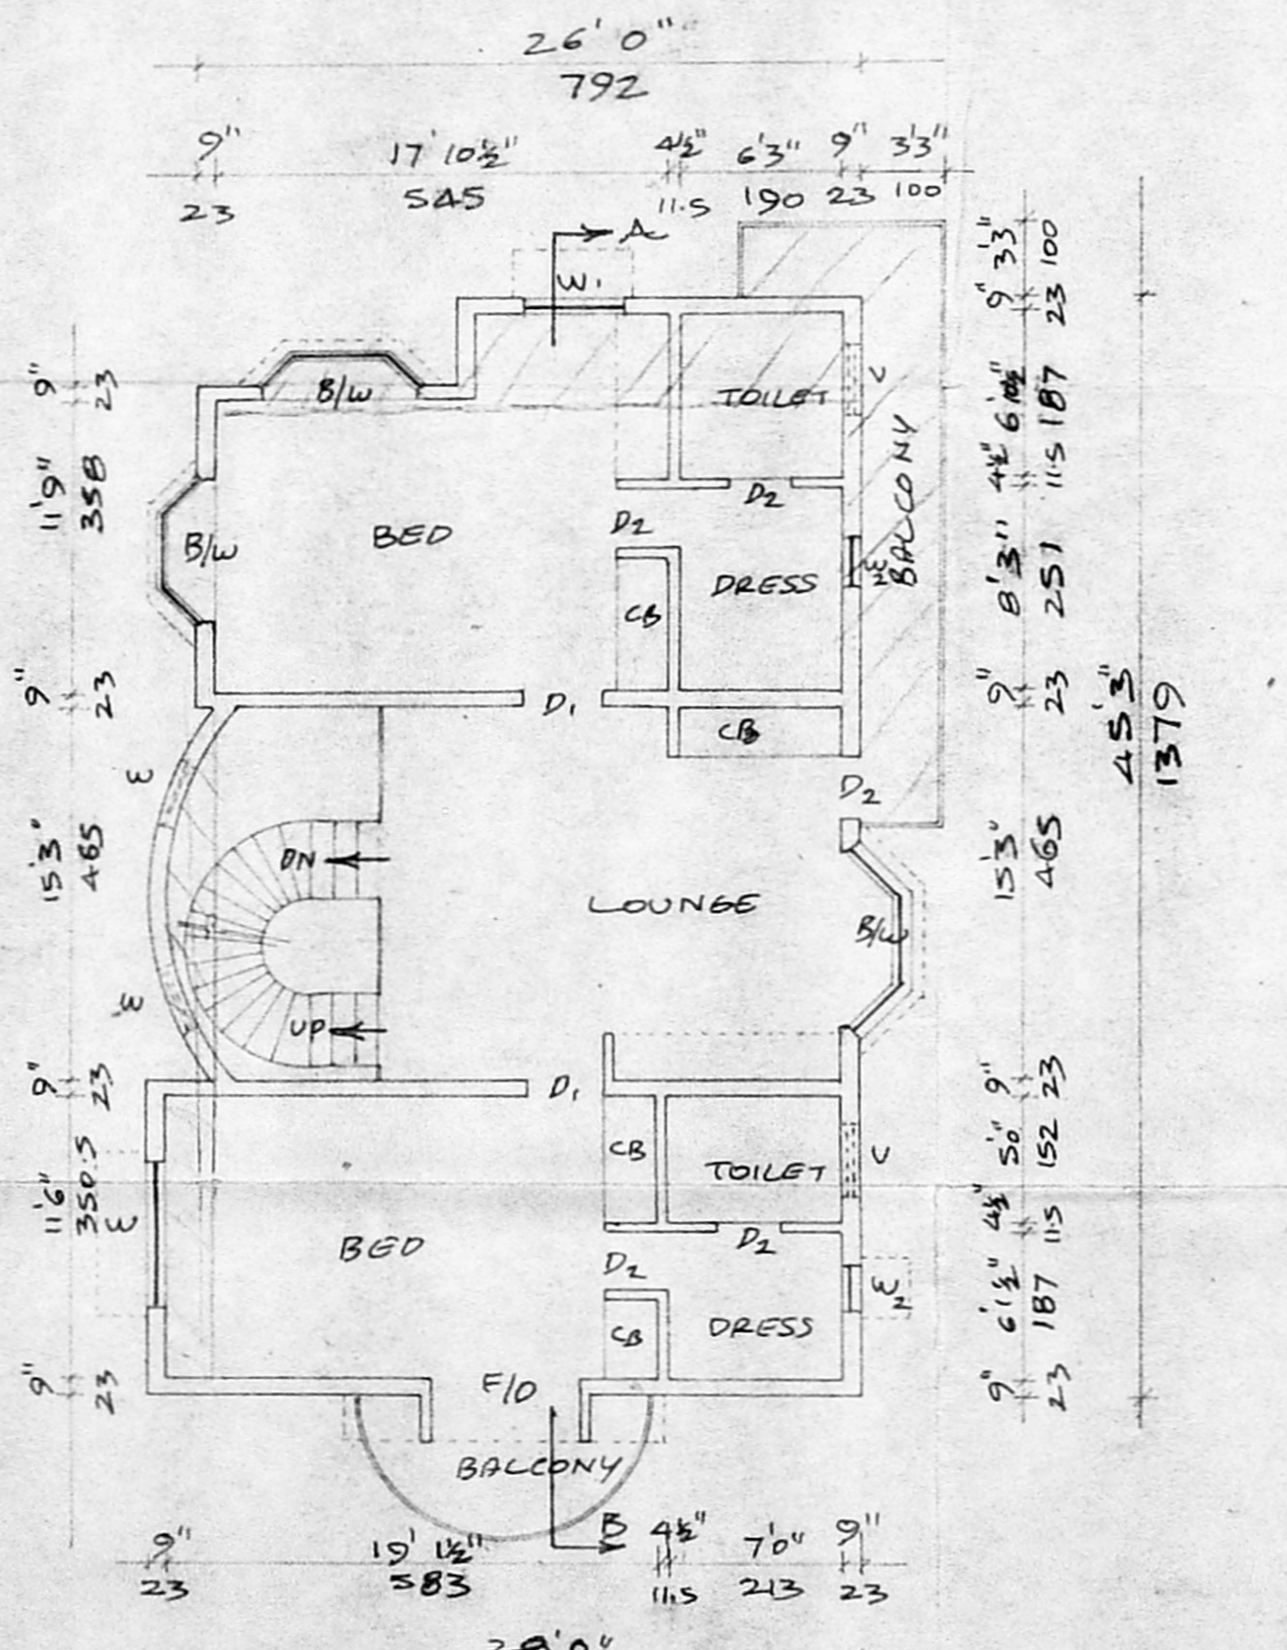 26' 0"
792
9" 17' 10½" 4½" 6'3" 9" 3'3"
23 545 11.5 190 23 100
A
W1
3'3" 100
9" 23
9" 23
B/W
TOILET
V
6'1½" 187
BALCONY
4½" 11.5
11'9" 358
B/W
BED
D2
D2
W2
DRESS
8'3" 251
CB
9" 23
D1
CB
9" 23
45'3"
1379
W
D2
DN
15'3" 465
LOUNGE
B/W
15'3" 465
W
UP
9" 23
D1
9" 23
CB
TOILET
V
5'0" 152
11'6" 350.5
W
BED
D2
D2
4½" 11.5
W2
CB
DRESS
6'1½" 187
9" 23
F/D
9" 23
BALCONY
B
9" 19' 1½" 4½" 7'0" 9"
23 583 11.5 213 23
28'0"